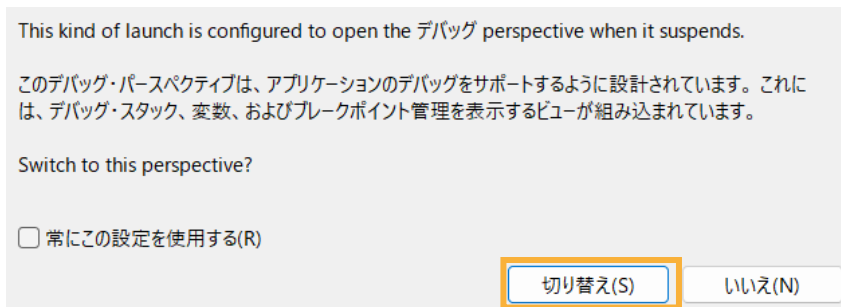 This kind of launch is configured to open the デバッグ perspective when it suspends.
このデバッグ・パースペクティブは、アプリケーションのデバッグをサポートするように設計されています。これに
は、デバッグ・スタック、変数、およびブレークポイント管理を表示するビューが組み込まれています。
Switch to this perspective?
常にこの設定を使用する(R)
切り替え(S)
いいえ(N)